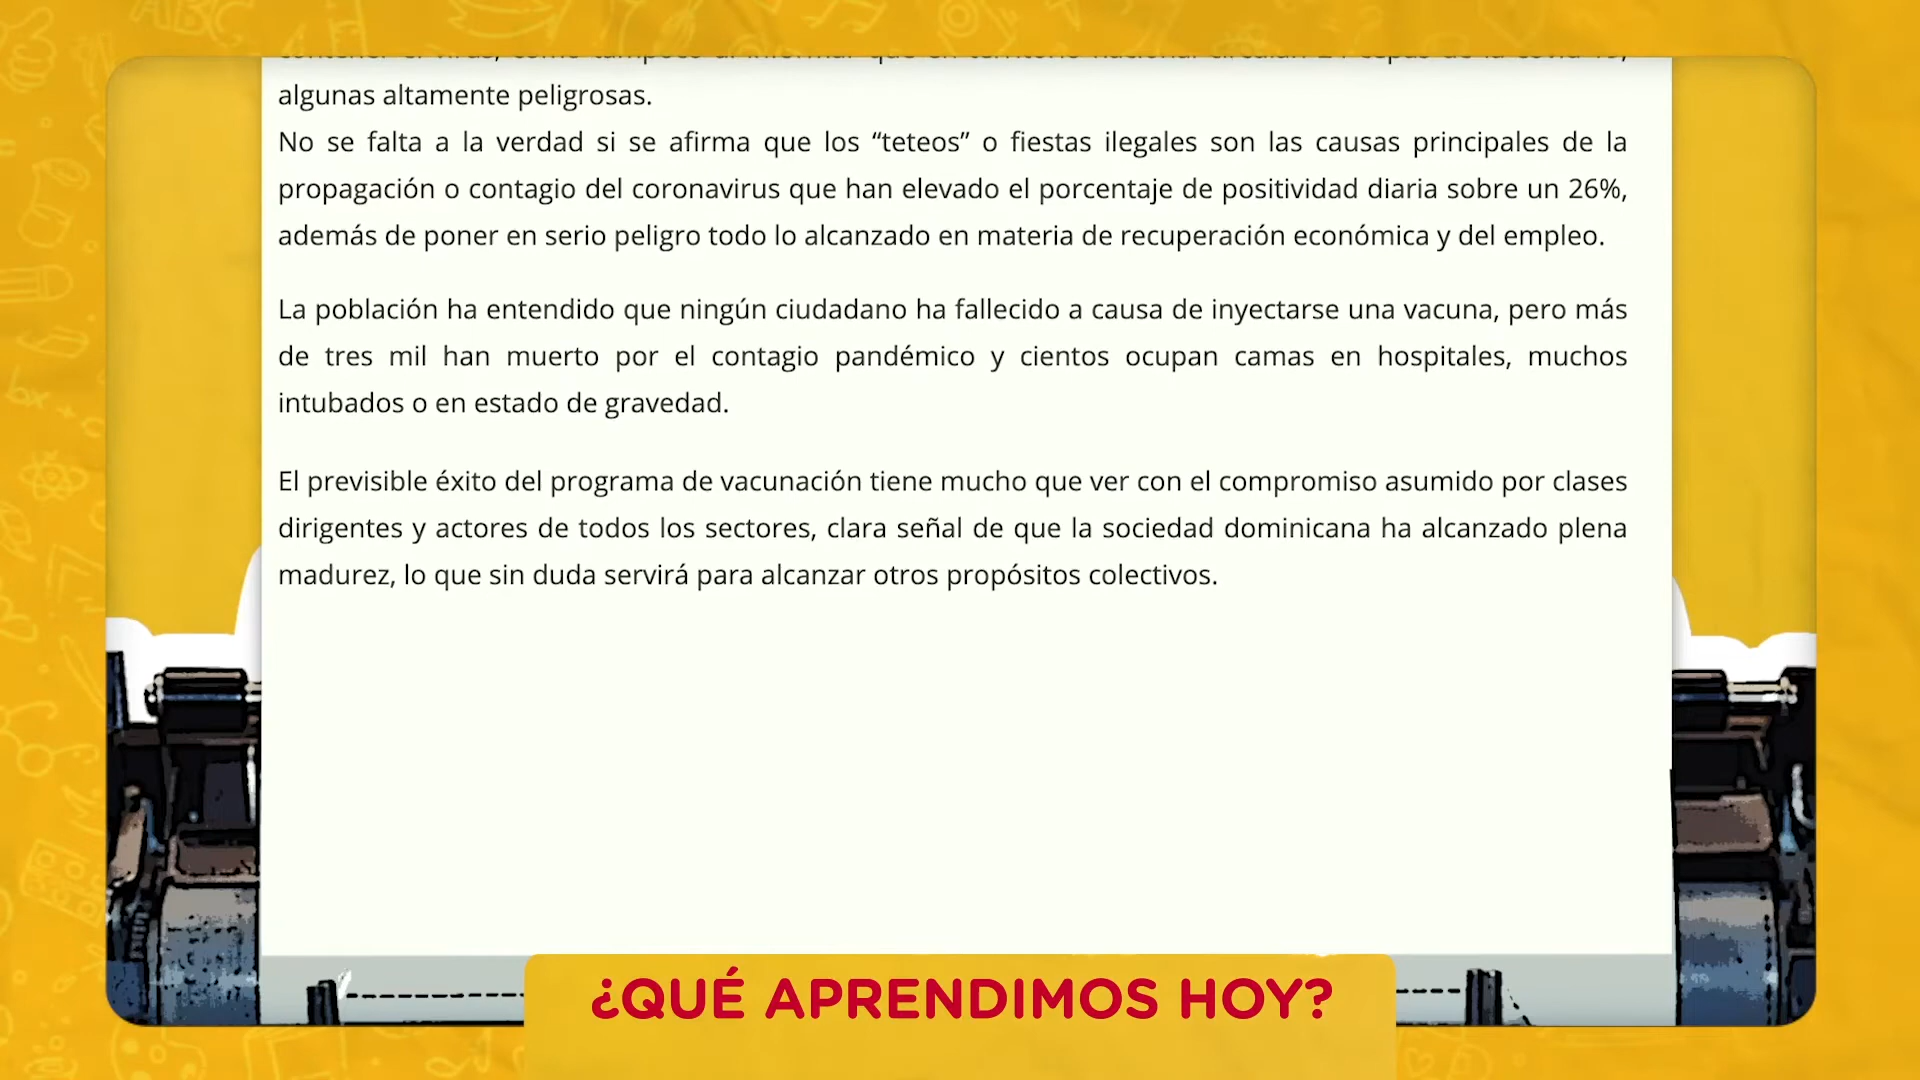 algunas altamente peligrosas.
No se falta a la verdad si se afirma que los “teteos” o fiestas ilegales son las causas principales de la
propagación o contagio del coronavirus que han elevado el porcentaje de positividad diaria sobre un 26%,
además de poner en serio peligro todo lo alcanzado en materia de recuperación económica y del empleo.
La población ha entendido que ningún ciudadano ha fallecido a causa de inyectarse una vacuna, pero más
de tres mil han muerto por el contagio pandémico y cientos ocupan camas en hospitales, muchos
intubados o en estado de gravedad.
El previsible éxito del programa de vacunación tiene mucho que ver con el compromiso asumido por clases
dirigentes y actores de todos los sectores, clara señal de que la sociedad dominicana ha alcanzado plena
madurez, lo que sin duda servirá para alcanzar otros propósitos colectivos.
¿QUÉ APRENDIMOS HOY?
ABC